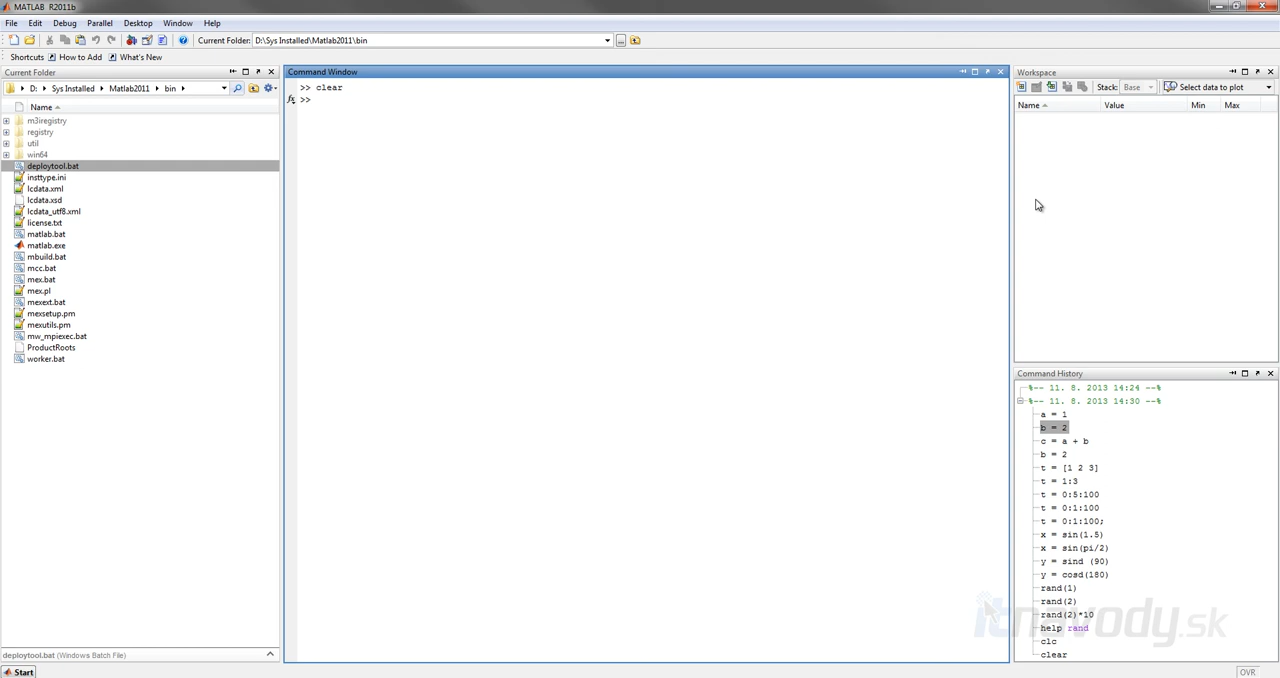 MATLAB R2011b
File Edit Debug Parallel Desktop Window Help
Current Folder: D:\Sys Installed\Matlab2011\bin
Shortcuts How to Add What's New
Current Folder
D: Sys Installed Matlab2011 bin
Name
m3iregistry
registry
util
win64
deploytool.bat
insttype.ini
lcdata.xml
lcdata.xsd
lcdata_utf8.xml
license.txt
matlab.bat
matlab.exe
mbuild.bat
mcc.bat
mex.bat
mex.pl
mexext.bat
mexsetup.pm
mexutils.pm
mw_mpiexec.bat
ProductRoots
worker.bat
deploytool.bat (Windows Batch File)
Start
Command Window
>> clear
fx >>
Workspace
Stack: Base Select data to plot
Name Value Min Max
Command History
%-- 11. 8. 2013 14:24 --%
%-- 11. 8. 2013 14:30 --%
a = 1
b = 2
c = a + b
b = 2
t = [1 2 3]
t = 1:3
t = 0:5:100
t = 0:1:100
t = 0:1:100;
x = sin(1.5)
x = sin(pi/2)
y = sind (90)
y = cosd(180)
rand(1)
rand(2)
rand(2)*10
help rand
clc
clear
itnavody.sk
OVR